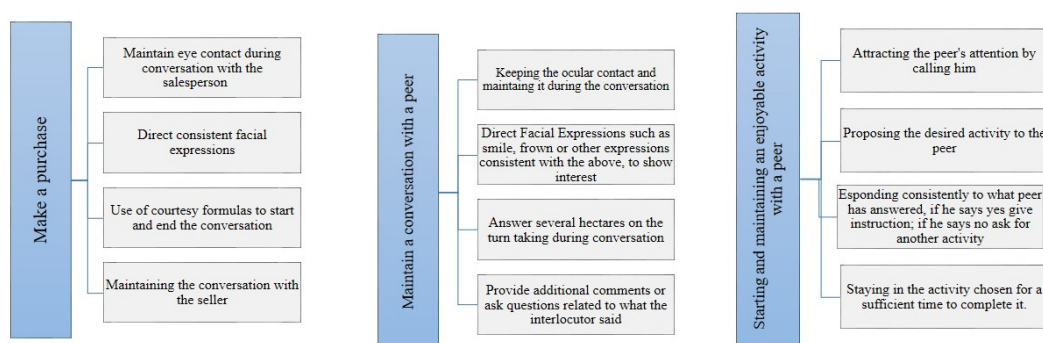 Make a purchase
Maintain eye contact during
conversation with the
salesperson
Direct consistent facial
expressions
Use of courtesy formulas to start
and end the conversation
Maintaining the conversation with
the seller
Maintain a conversation with a peer
Keeping the ocular contact and
maintaing it during the conversation
Direct Facial Expressions such as
smile, frown or other expressions
consistent with the above, to show
interest
Answer several hectares on the
turn taking during conversation
Provide additional comments or
ask questions related to what the
interlocutor said
Starting and maintaining an enjoyable activity
with a peer
Attracting the peer's attention by
calling him
Proposing the desired activity to the
peer
Esponding consistently to what peer
has answered, if he says yes give
instruction; if he says no ask for
another activity
Staying in the activity chosen for a
sufficient time to complete it.